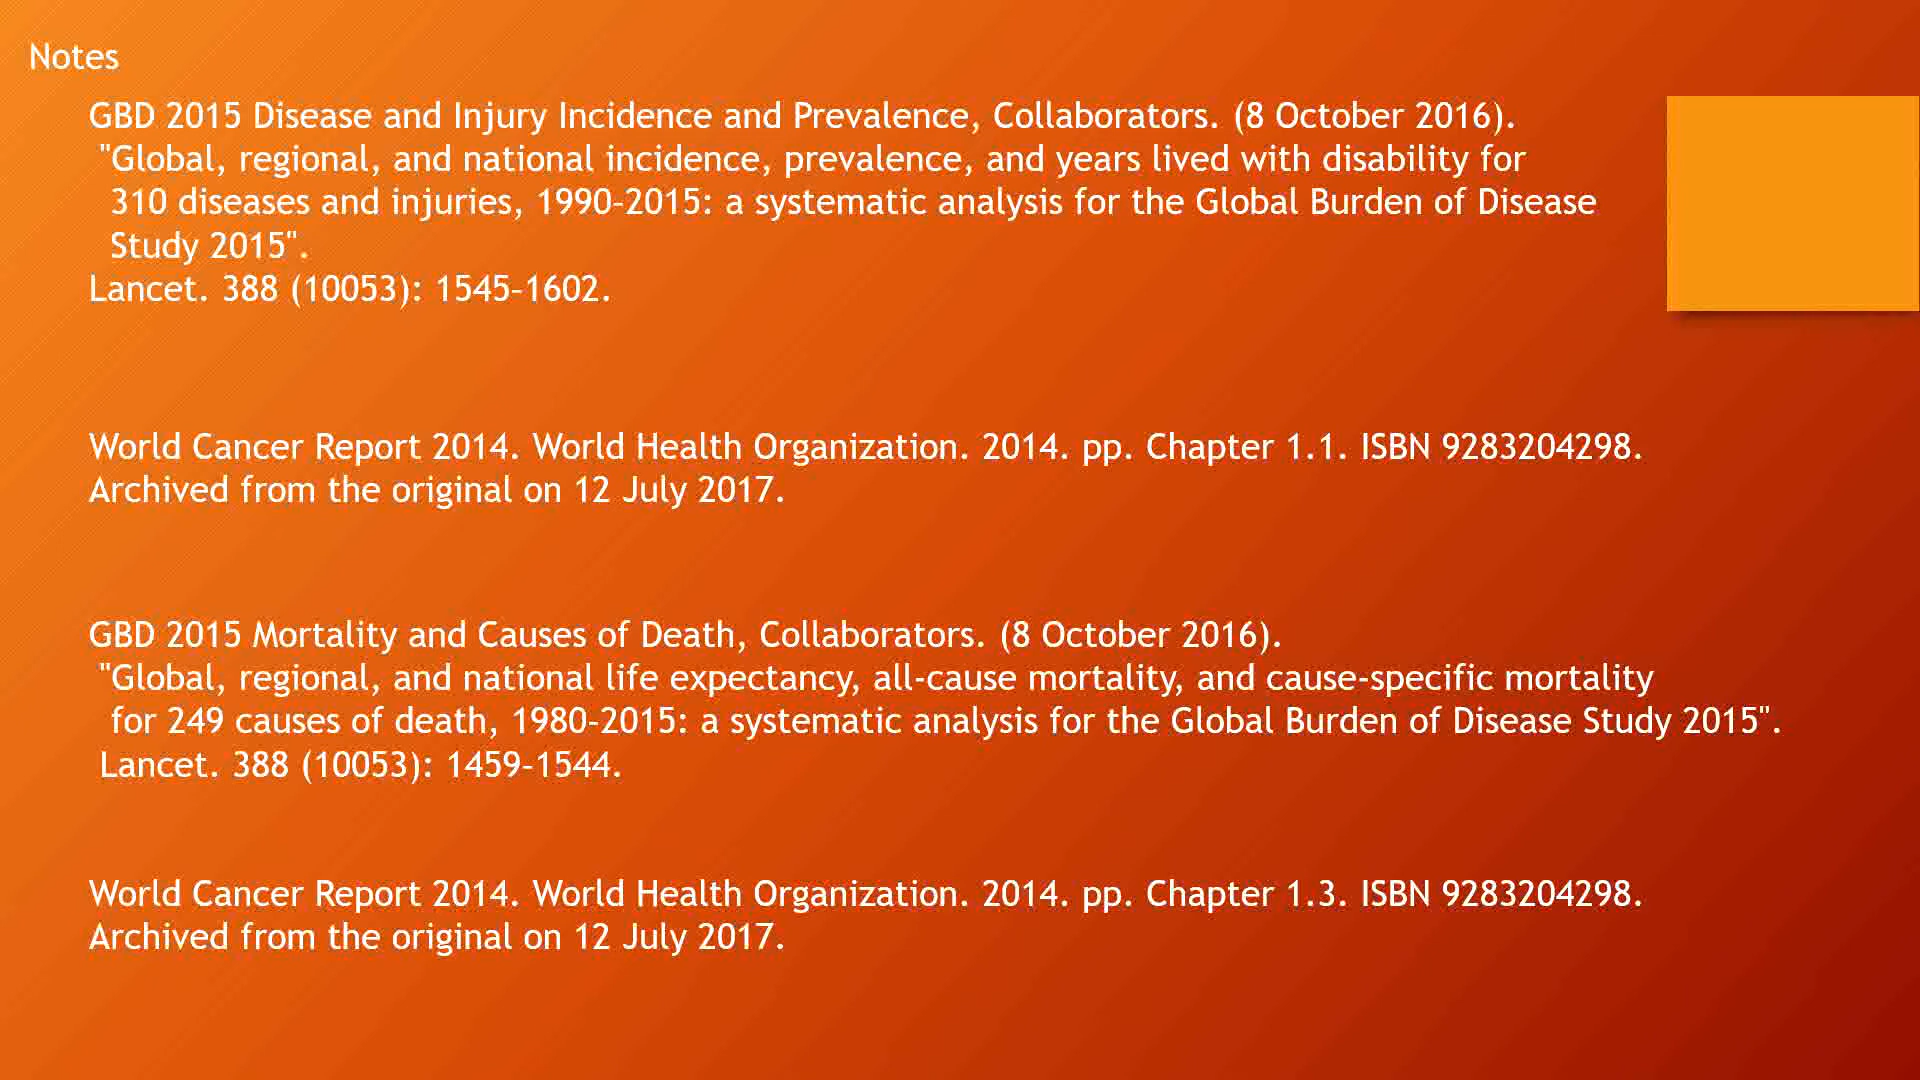 Notes
GBD 2015 Disease and Injury Incidence and Prevalence, Collaborators. (8 October 2016).
"Global, regional, and national incidence, prevalence, and years lived with disability for
310 diseases and injuries, 1990–2015: a systematic analysis for the Global Burden of Disease
Study 2015".
Lancet. 388 (10053): 1545–1602.
World Cancer Report 2014. World Health Organization. 2014. pp. Chapter 1.1. ISBN 9283204298.
Archived from the original on 12 July 2017.
GBD 2015 Mortality and Causes of Death, Collaborators. (8 October 2016).
"Global, regional, and national life expectancy, all-cause mortality, and cause-specific mortality
for 249 causes of death, 1980–2015: a systematic analysis for the Global Burden of Disease Study 2015".
Lancet. 388 (10053): 1459–1544.
World Cancer Report 2014. World Health Organization. 2014. pp. Chapter 1.3. ISBN 9283204298.
Archived from the original on 12 July 2017.